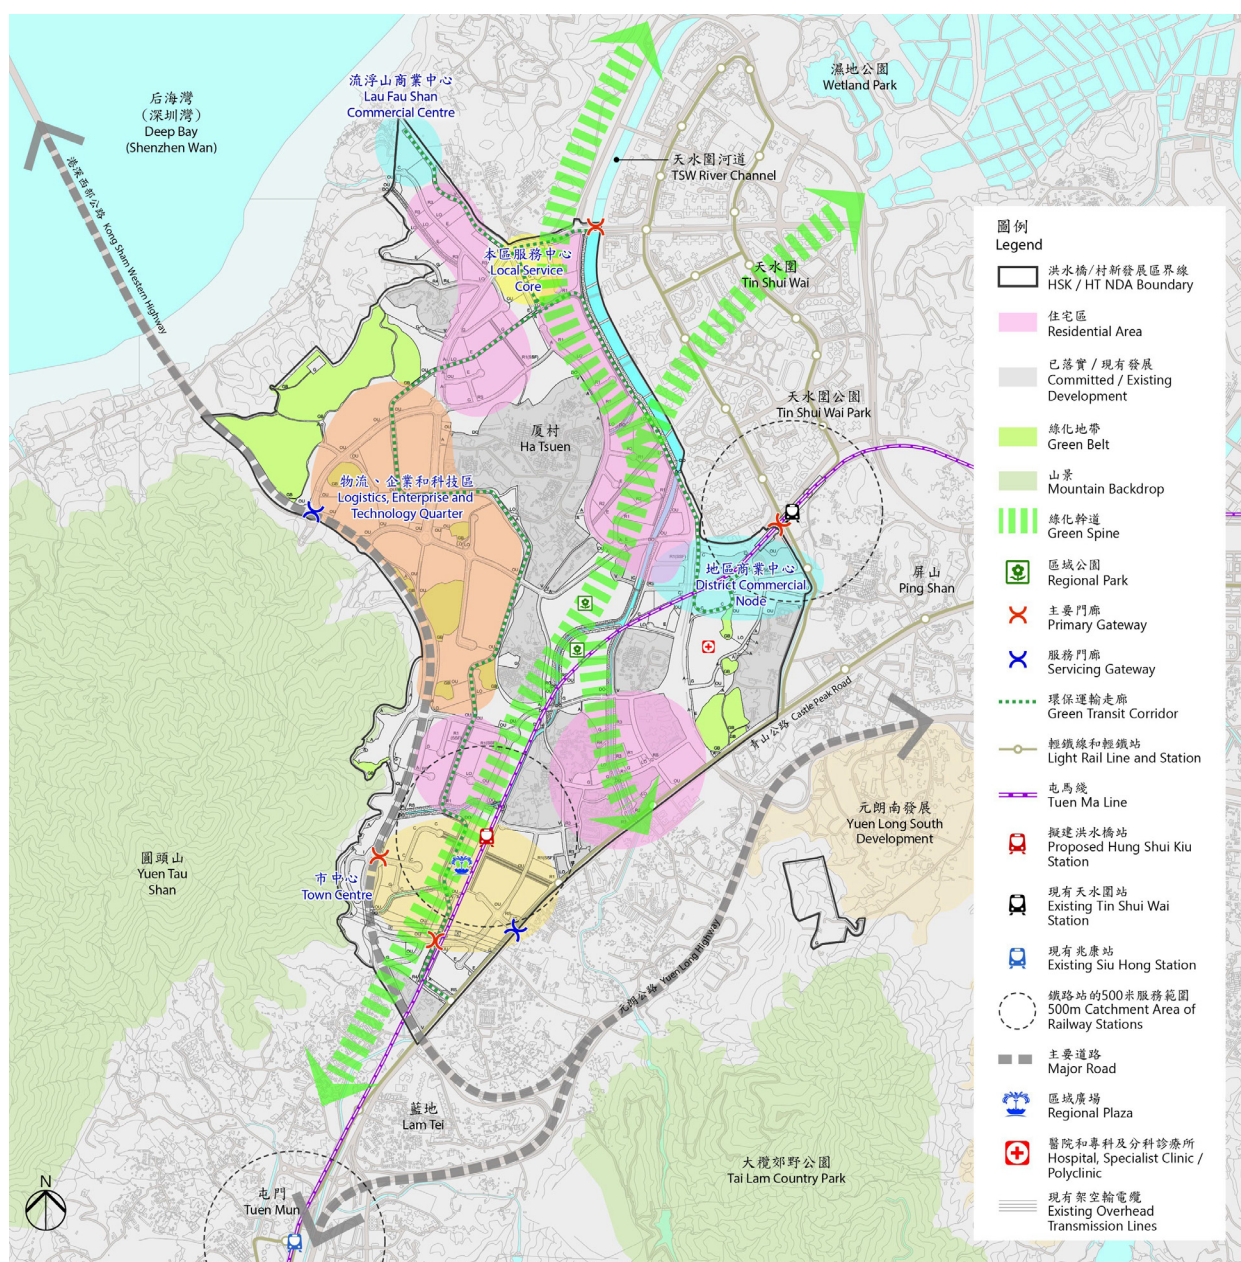 流浮山商業中心
Lau Fau Shan
Commercial Centre
后海灣
(深圳灣)
Deep Bay
(Shenzhen Wan)
濕地公園
Wetland Park
天水圍河道
TSW River Channel
港深西部公路 Kong Sham Western Highway
本區服務中心
Local Service
Core
天水圍
Tin Shui Wai
天水圍公園
Tin Shui Wai Park
厦村
Ha Tsuen
物流、企業和科技區
Logistics, Enterprise and
Technology Quarter
地區商業中心
District Commercial
Node
屏山
Ping Shan
青山公路 Castle Peak Road
元朗南發展
Yuen Long South
Development
圓頭山
Yuen Tau
Shan
市中心
Town Centre
元朗公路 Yuen Long Highway
藍地
Lam Tei
大欖郊野公園
Tai Lam Country Park
屯門
Tuen Mun
N
圖例
Legend
洪水橋/村新發展區界線
HSK / HT NDA Boundary
住宅區
Residential Area
已落實 / 現有發展
Committed / Existing
Development
綠化地帶
Green Belt
山景
Mountain Backdrop
綠化幹道
Green Spine
區域公園
Regional Park
主要門廊
Primary Gateway
服務門廊
Servicing Gateway
環保運輸走廊
Green Transit Corridor
輕鐵線和輕鐵站
Light Rail Line and Station
屯馬綫
Tuen Ma Line
擬建洪水橋站
Proposed Hung Shui Kiu
Station
現有天水圍站
Existing Tin Shui Wai
Station
現有兆康站
Existing Siu Hong Station
鐵路站的500米服務範圍
500m Catchment Area of
Railway Stations
主要道路
Major Road
區域廣場
Regional Plaza
醫院和專科及分科診療所
Hospital, Specialist Clinic /
Polyclinic
現有架空輸電纜
Existing Overhead
Transmission Lines